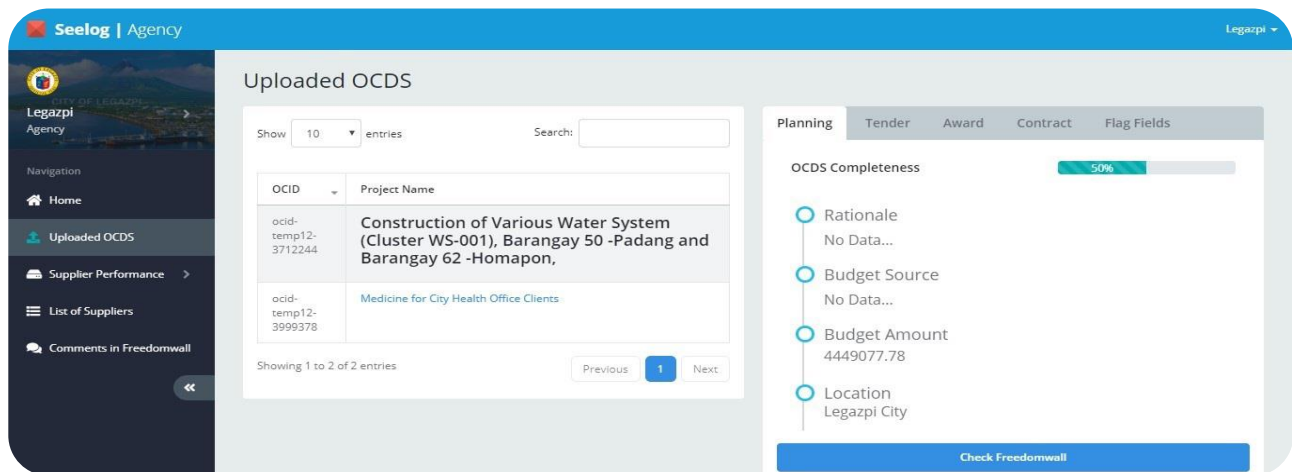 Seelog | Agency
Legazpi
CITY OF LEGAZPI
Legazpi
Agency
Navigation
Home
Uploaded OCDS
Supplier Performance
List of Suppliers
Comments in Freedomwall
Uploaded OCDS
Show 10 entries
Search:
OCID
Project Name
ocid-
temp12-
3712244
Construction of Various Water System
(Cluster WS-001), Barangay 50 -Padang and
Barangay 62 -Homapon,
ocid-
temp12-
3999378
Medicine for City Health Office Clients
Showing 1 to 2 of 2 entries
Previous
1
Next
Planning
Tender
Award
Contract
Flag Fields
OCDS Completeness
50%
Rationale
No Data...
Budget Source
No Data...
Budget Amount
4449077.78
Location
Legazpi City
Check Freedomwall